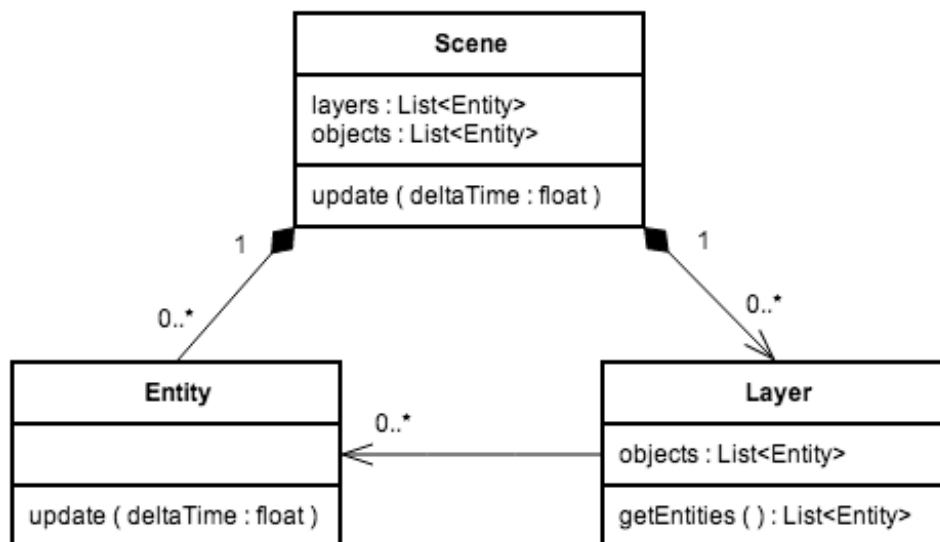 Scene
layers : List<Entity>
objects : List<Entity>
update ( deltaTime : float )
1
1
0..*
0..*
Entity
Layer
0..*
objects : List<Entity>
update ( deltaTime : float )
getEntities ( ) : List<Entity>